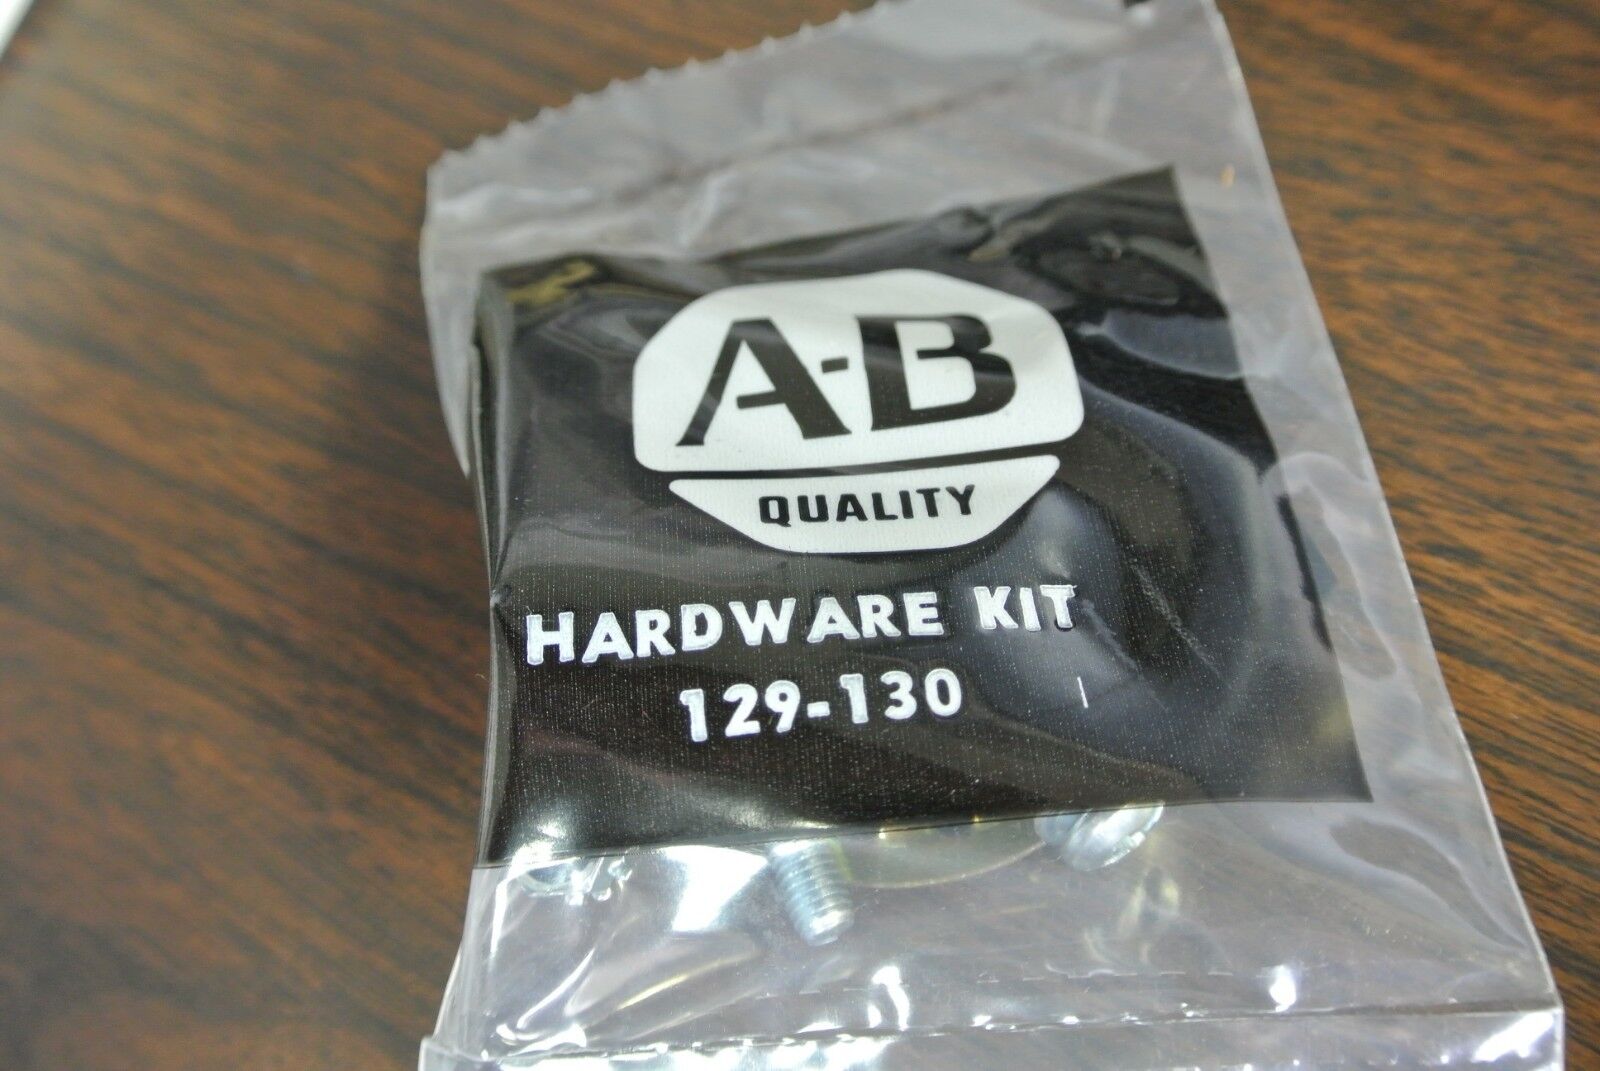 A-B
QUALITY
HARDWARE KIT
129-130